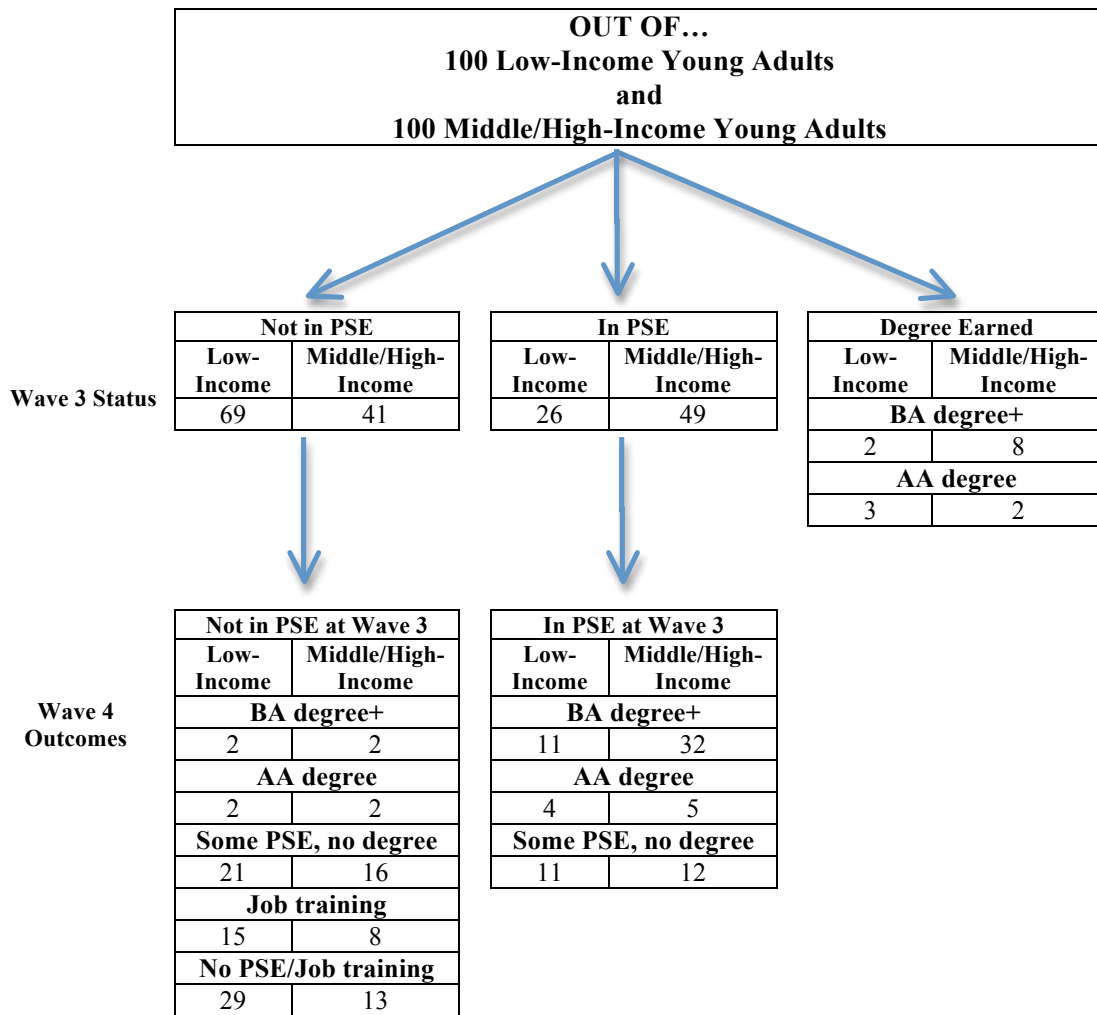 OUT OF…
100 Low-Income Young Adults
and
100 Middle/High-Income Young Adults
Wave 3 Status
Not in PSE
Low-
Income
Middle/High-
Income
69
41
In PSE
Low-
Income
Middle/High-
Income
26
49
Degree Earned
Low-
Income
Middle/High-
Income
BA degree+
2
8
AA degree
3
2
Wave 4
Outcomes
Not in PSE at Wave 3
Low-
Income
Middle/High-
Income
BA degree+
2
2
AA degree
2
2
Some PSE, no degree
21
16
Job training
15
8
No PSE/Job training
29
13
In PSE at Wave 3
Low-
Income
Middle/High-
Income
BA degree+
11
32
AA degree
4
5
Some PSE, no degree
11
12